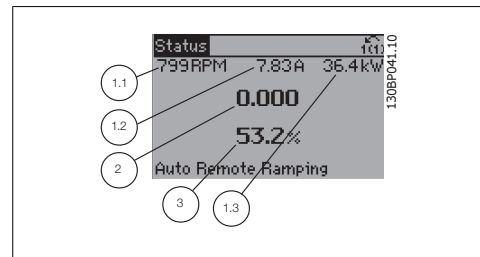 Status
1(1)
799RPM 7.83A 36.4kW
0.000
53.2%
Auto Remote Ramping
1.1
1.2
2
3
1.3
130BP041.10